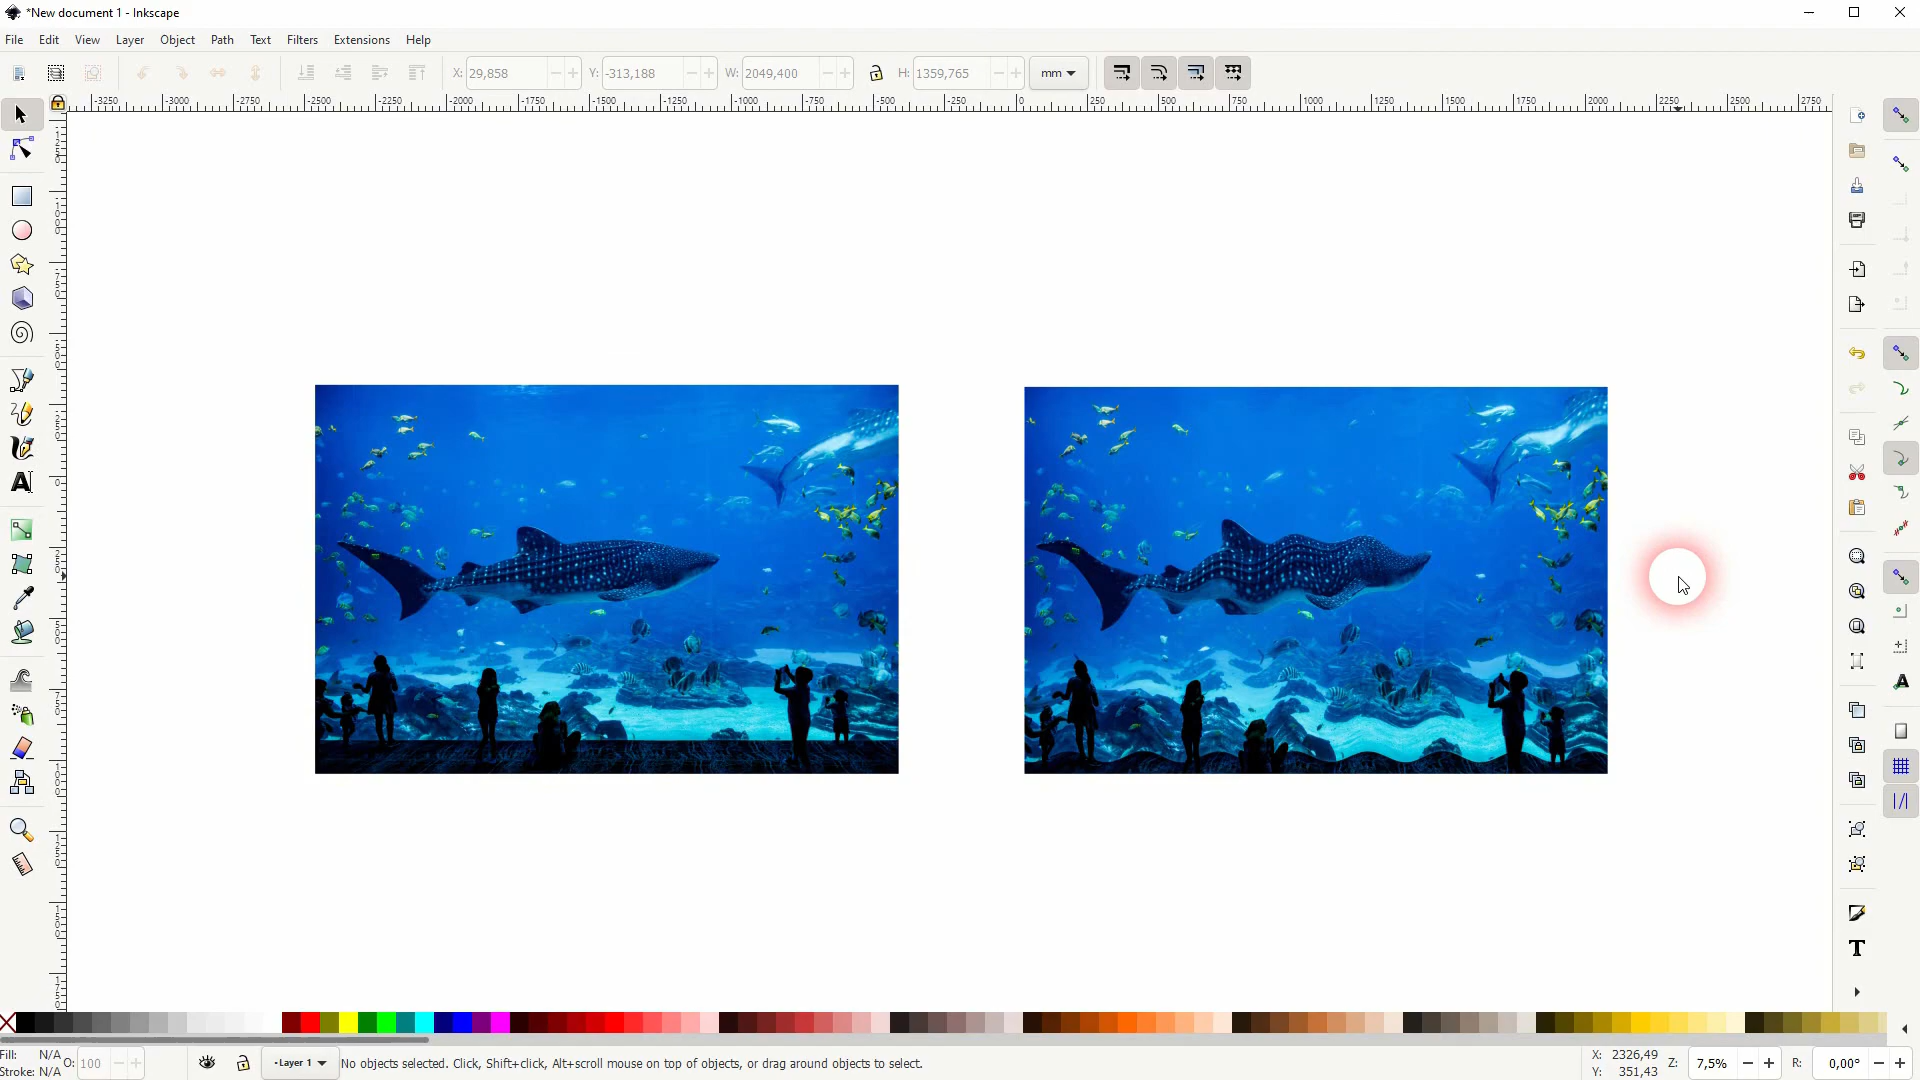 *New document 1 - Inkscape
File Edit View Layer Object Path Text Filters Extensions Help
X: 29,858 Y: -313,188 W: 2049,400 H: 1359,765 mm
-3250 -3000 -2750 -2500 -2250 -2000 -1750 -1500 -1250 -1000 -750 -500 -250 0 250 500 750 1000 1250 1500 1750 2000 2250 2500 2750
Fill: N/A O: 100 Layer 1 No objects selected. Click, Shift+click, Alt+scroll mouse on top of objects, or drag around objects to select. X: 2326,49 Z: 7,5% R: 0,00°
Stroke: N/A Y: 351,43